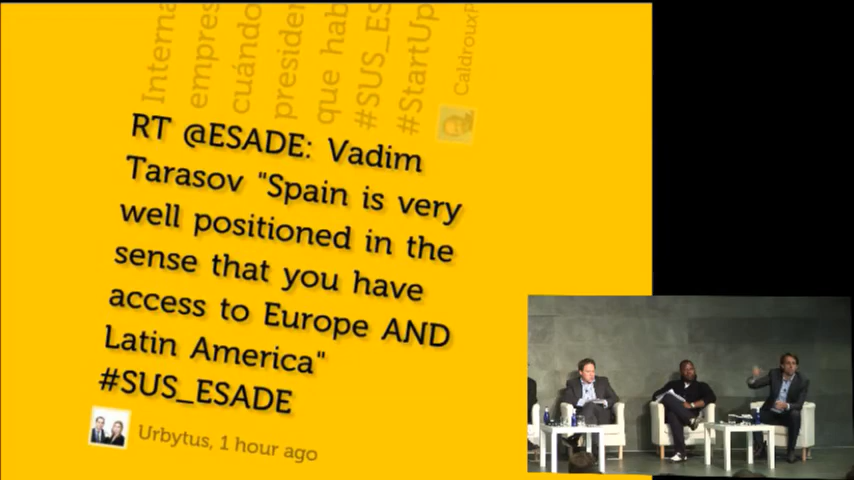 Interna
empres
cuándo
presiden
que hab
#SUS_ES
#StartUp
CaldrouxP
RT @ESADE: Vadim
Tarasov "Spain is very
well positioned in the
sense that you have
access to Europe AND
Latin America"
#SUS_ESADE
Urbytus, 1 hour ago